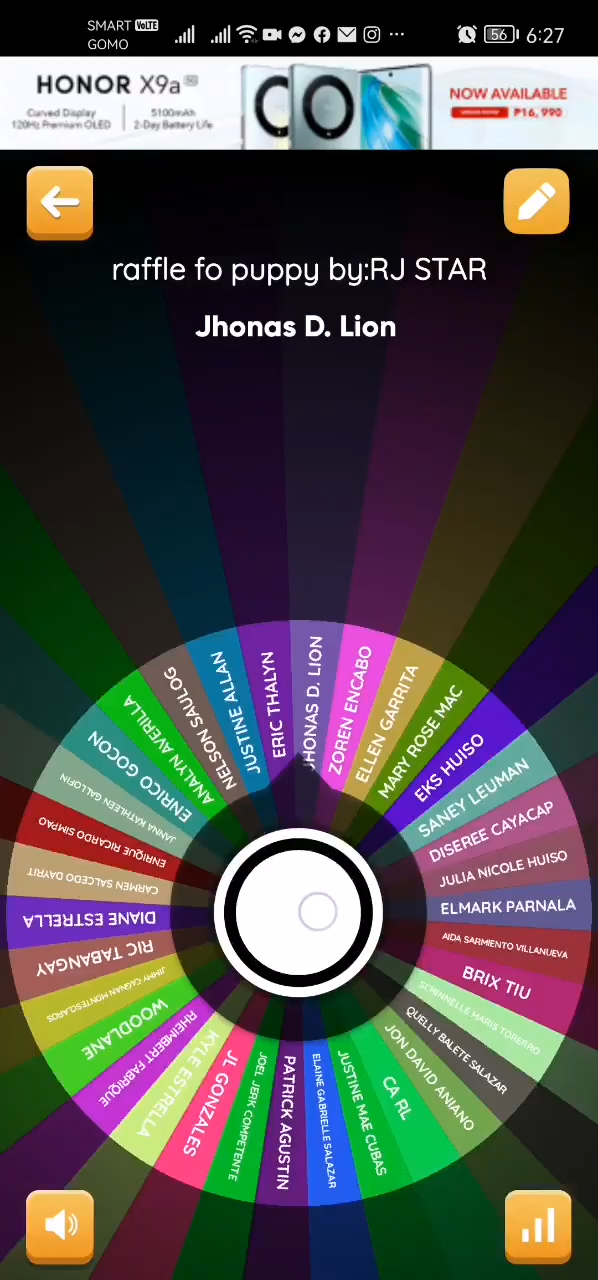 SMART VoLTE
GOMO
56
6:27
HONOR X9a 5G
Curved Display
120Hz Premium OLED
5100mAh
2-Day Battery Life
NOW AVAILABLE
₱16,990
raffle fo puppy by:RJ STAR
Jhonas D. Lion
JHONAS D. LION
ZOREN ENCABO
ELLEN GARRITA
MARY ROSE MAC
EKS HUISO
SANEY LEUMAN
DISEREE CAYACAP
JULIA NICOLE HUISO
ELMARK PARNALA
AIDA SARMIENTO VILLANUEVA
BRIX TIU
SCHINNELLE MARIS TORERRO
QUELLY BALETE SALAZAR
JON DAVID ANIANO
CA RL
JUSTINE MAE CUBAS
ELAINE GABRIELLE SALAZAR
PATRICK AGUSTIN
JOEL JERK COMPETENTE
JL GONZALES
KYLE ESTRELLA
RHEIMBERT FABRIQUE
WOODLANE
JIMMY CAGNAN MONTESCLAROS
RIC TABANGAY
DIANE ESTRELLA
CARMEN SALCEDO DAYRIT
ENRIQUE RICARDO SIMPAO
JANNA KATHLEEN GALLOFIN
ENRICO GOCON
ANALYN AVERILLA
NELSON SAULOG
JUSTINE ALLAN
ERIC THALYN